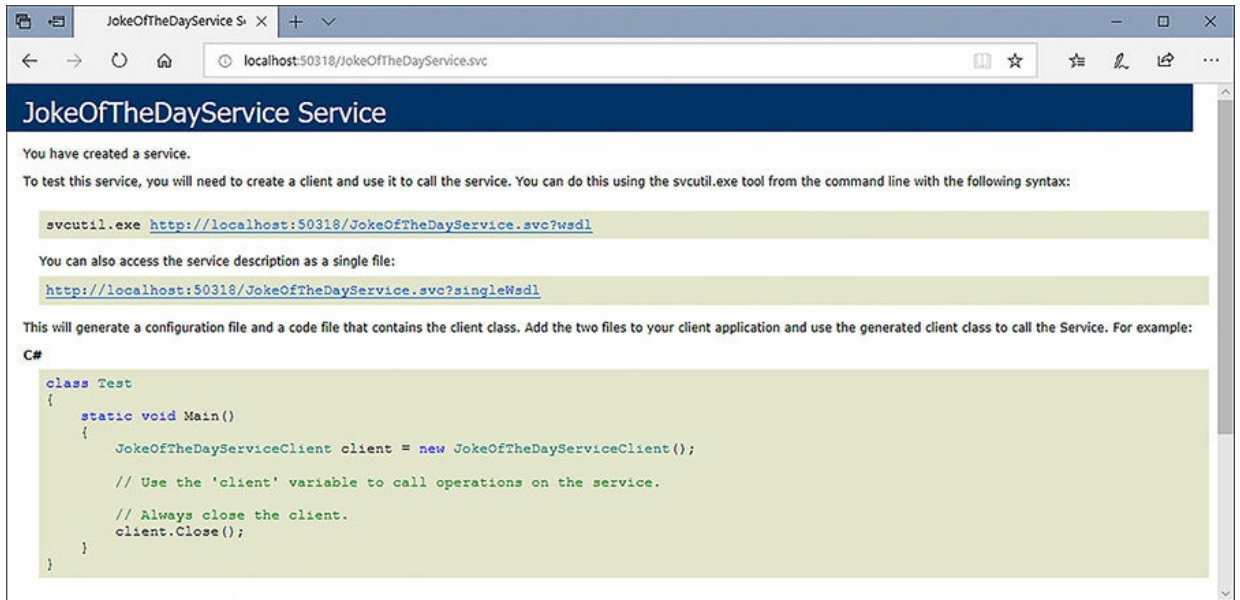 JokeOfTheDayService S
localhost:50318/JokeOfTheDayService.svc
JokeOfTheDayService Service
You have created a service.
To test this service, you will need to create a client and use it to call the service. You can do this using the svcutil.exe tool from the command line with the following syntax:
svcutil.exe http://localhost:50318/JokeOfTheDayService.svc?wsdl
You can also access the service description as a single file:
http://localhost:50318/JokeOfTheDayService.svc?singleWsdl
This will generate a configuration file and a code file that contains the client class. Add the two files to your client application and use the generated client class to call the Service. For example:
C#
class Test
{
static void Main()
{
JokeOfTheDayServiceClient client = new JokeOfTheDayServiceClient();
// Use the 'client' variable to call operations on the service.
// Always close the client.
client.Close();
}
}